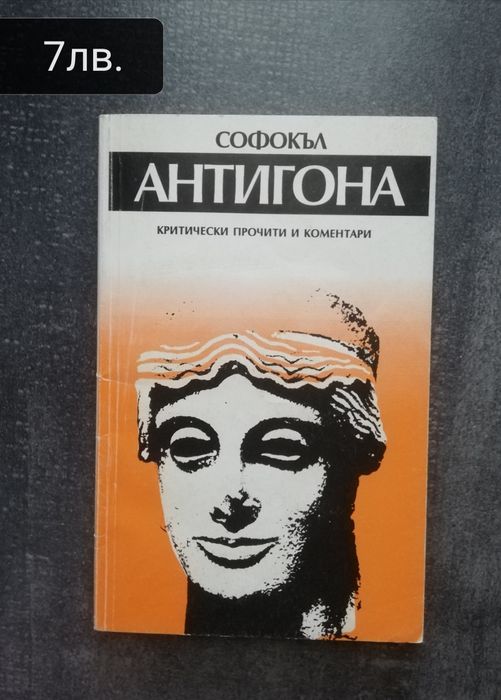 7лв.
СОФОКЪЛ
АНТИГОНА
КРИТИЧЕСКИ ПРОЧИТИ И КОМЕНТАРИ